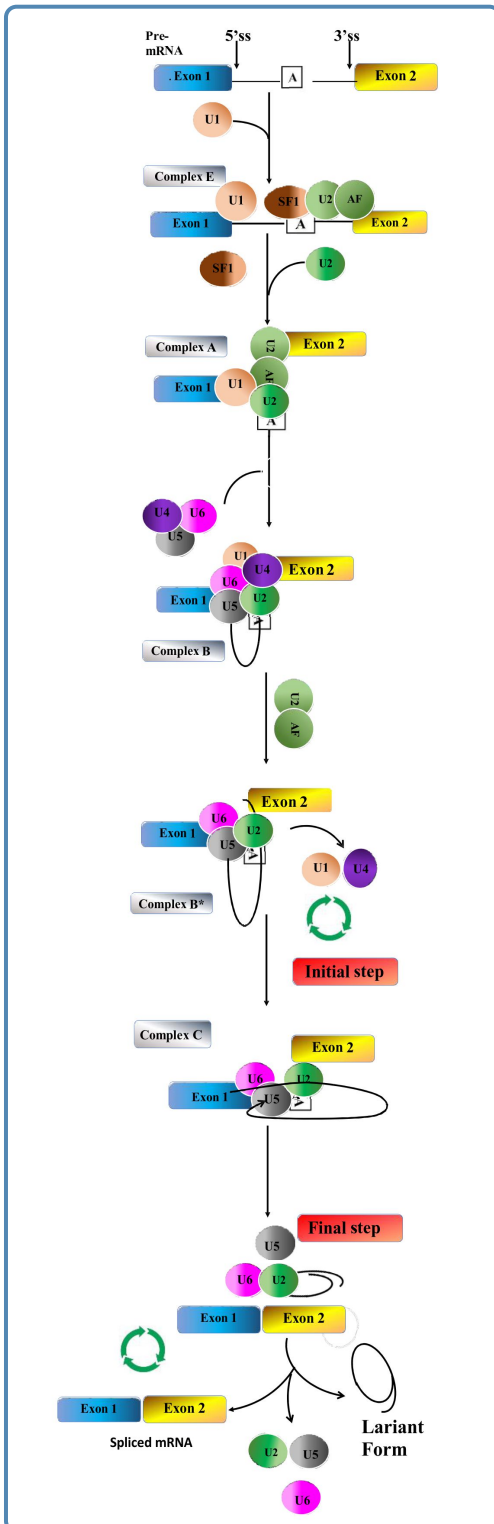 Pre-
mRNA
5’ss
3’ss
. Exon 1
A
Exon 2
U1
Complex E
U1
SF1
U2
AF
Exon 1
A
Exon 2
SF1
U2
Complex A
U2
Exon 2
AF
Exon 1
U1
U2
A
U4
U6
U5
U1
U4
Exon 2
U6
Exon 1
U5
U2
A
Complex B
U2
AF
Exon 2
U6
Exon 1
U2
U5
A
U1
U4
Complex B*
Initial step
Complex C
Exon 2
U6
U2
Exon 1
U5
A
Final step
U5
U6
U2
Exon 1
Exon 2
Exon 1
Exon 2
Spliced mRNA
Lariant
Form
U2
U5
U6